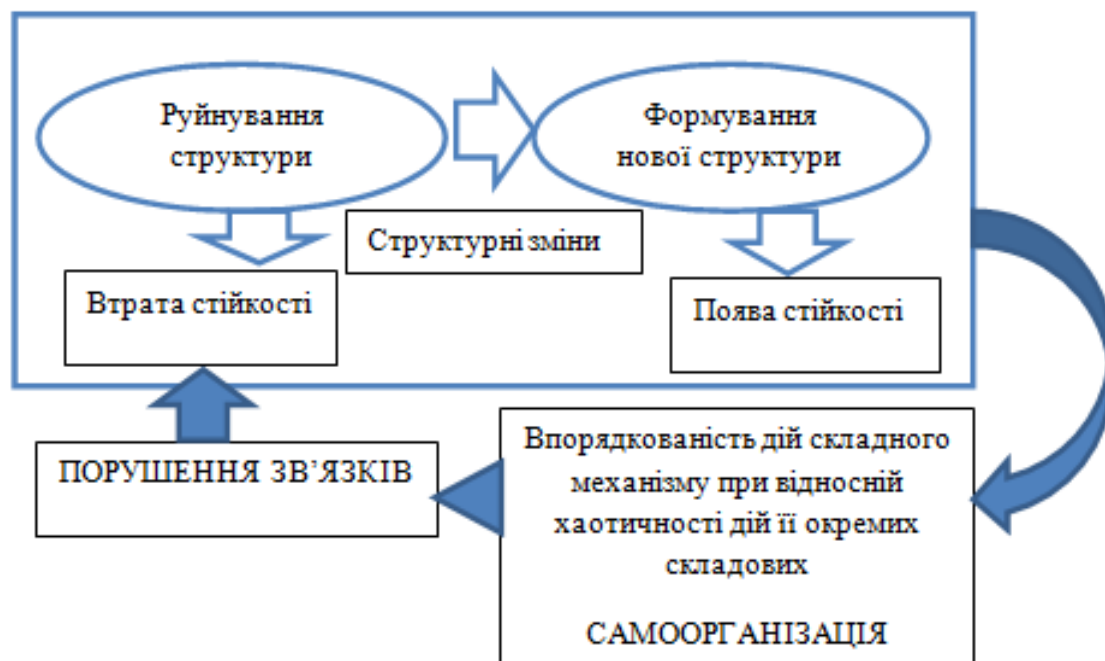 Руйнування
структури
Формування
нової структури
Структурні зміни
Втрата стійкості
Поява стійкості
ПОРУШЕННЯ ЗВ’ЯЗКІВ
Впорядкованість дій складного
механізму при відносній
хаотичності дій її окремих
складових
САМООРГАНІЗАЦІЯ